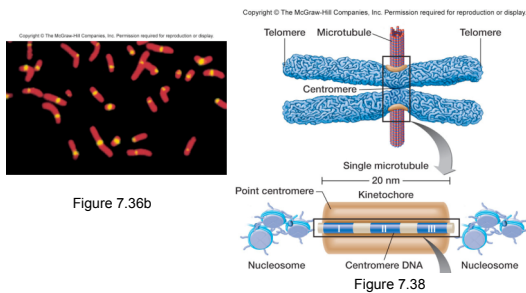 Copyright © The McGraw-Hill Companies, Inc. Permission required for reproduction or display.
Figure 7.36b
Copyright © The McGraw-Hill Companies, Inc. Permission required for reproduction or display.
Telomere Microtubule Telomere
Centromere
Single microtubule
20 nm
Point centromere
Kinetochore
I II III
Nucleosome Centromere DNA Nucleosome
Figure 7.38